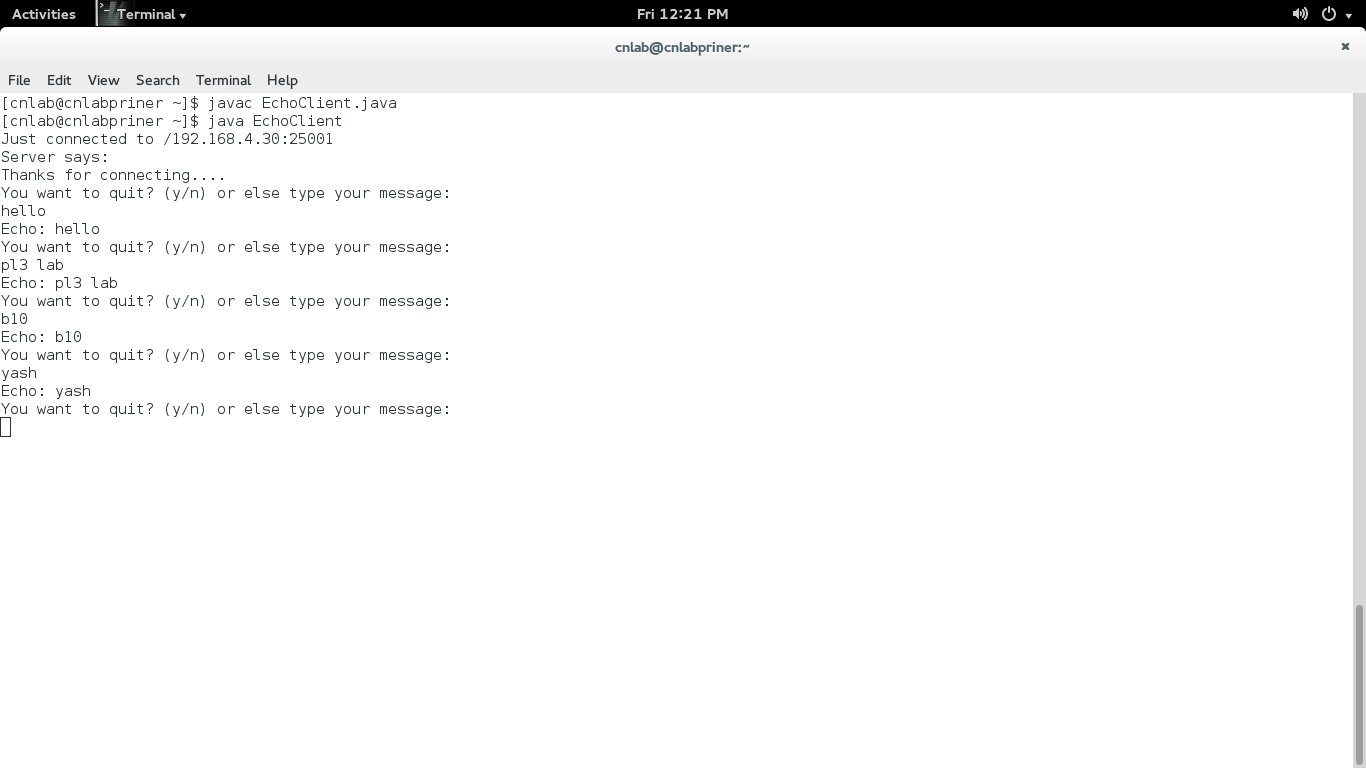 Activities Terminal Fri 12:21 PM
cnlab@cnlabpriner:~
File Edit View Search Terminal Help
[cnlab@cnlabpriner ~]$ javac EchoClient.java
[cnlab@cnlabpriner ~]$ java EchoClient
Just connected to /192.168.4.30:25001
Server says:
Thanks for connecting....
You want to quit? (y/n) or else type your message:
hello
Echo: hello
You want to quit? (y/n) or else type your message:
pl3 lab
Echo: pl3 lab
You want to quit? (y/n) or else type your message:
b10
Echo: b10
You want to quit? (y/n) or else type your message:
yash
Echo: yash
You want to quit? (y/n) or else type your message: